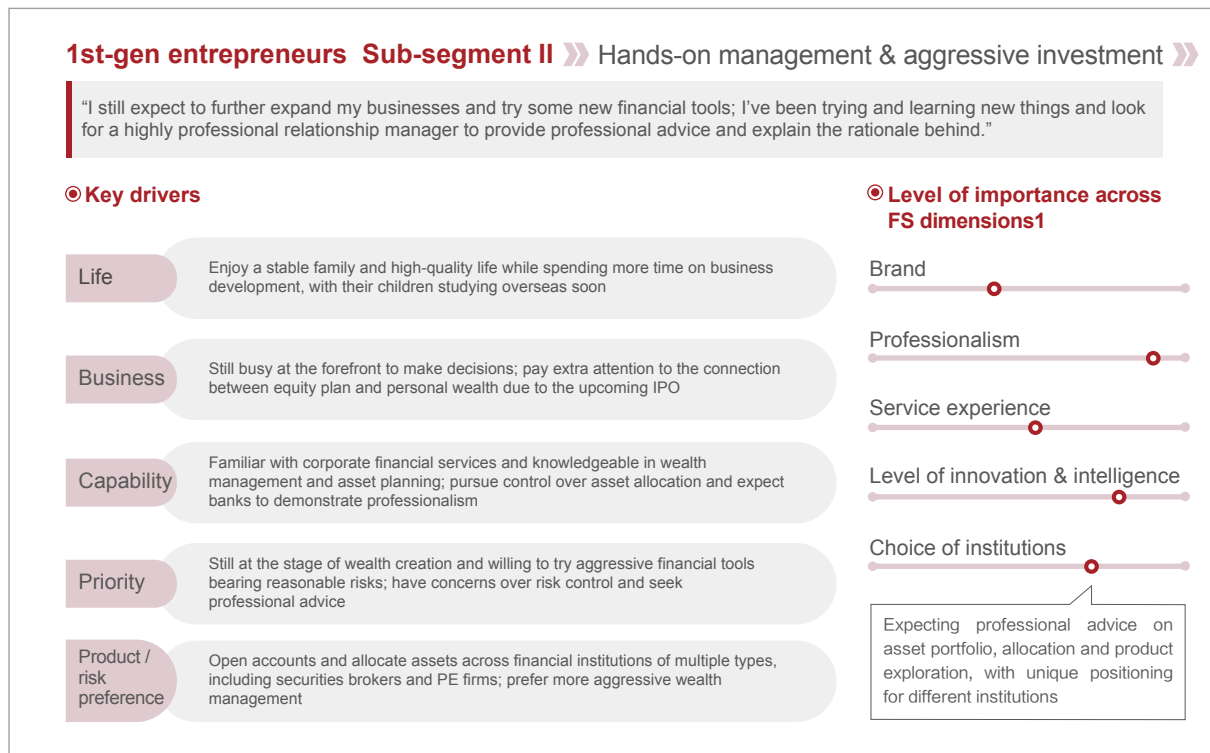 1st-gen entrepreneurs Sub-segment II Hands-on management & aggressive investment
“I still expect to further expand my businesses and try some new financial tools; I’ve been trying and learning new things and look
for a highly professional relationship manager to provide professional advice and explain the rationale behind.”
Key drivers
Life
Enjoy a stable family and high-quality life while spending more time on business
development, with their children studying overseas soon
Business
Still busy at the forefront to make decisions; pay extra attention to the connection
between equity plan and personal wealth due to the upcoming IPO
Capability
Familiar with corporate financial services and knowledgeable in wealth
management and asset planning; pursue control over asset allocation and expect
banks to demonstrate professionalism
Priority
Still at the stage of wealth creation and willing to try aggressive financial tools
bearing reasonable risks; have concerns over risk control and seek
professional advice
Product /
risk
preference
Open accounts and allocate assets across financial institutions of multiple types,
including securities brokers and PE firms; prefer more aggressive wealth
management
Level of importance across
FS dimensions1
Brand
Professionalism
Service experience
Level of innovation & intelligence
Choice of institutions
Expecting professional advice on
asset portfolio, allocation and product
exploration, with unique positioning
for different institutions